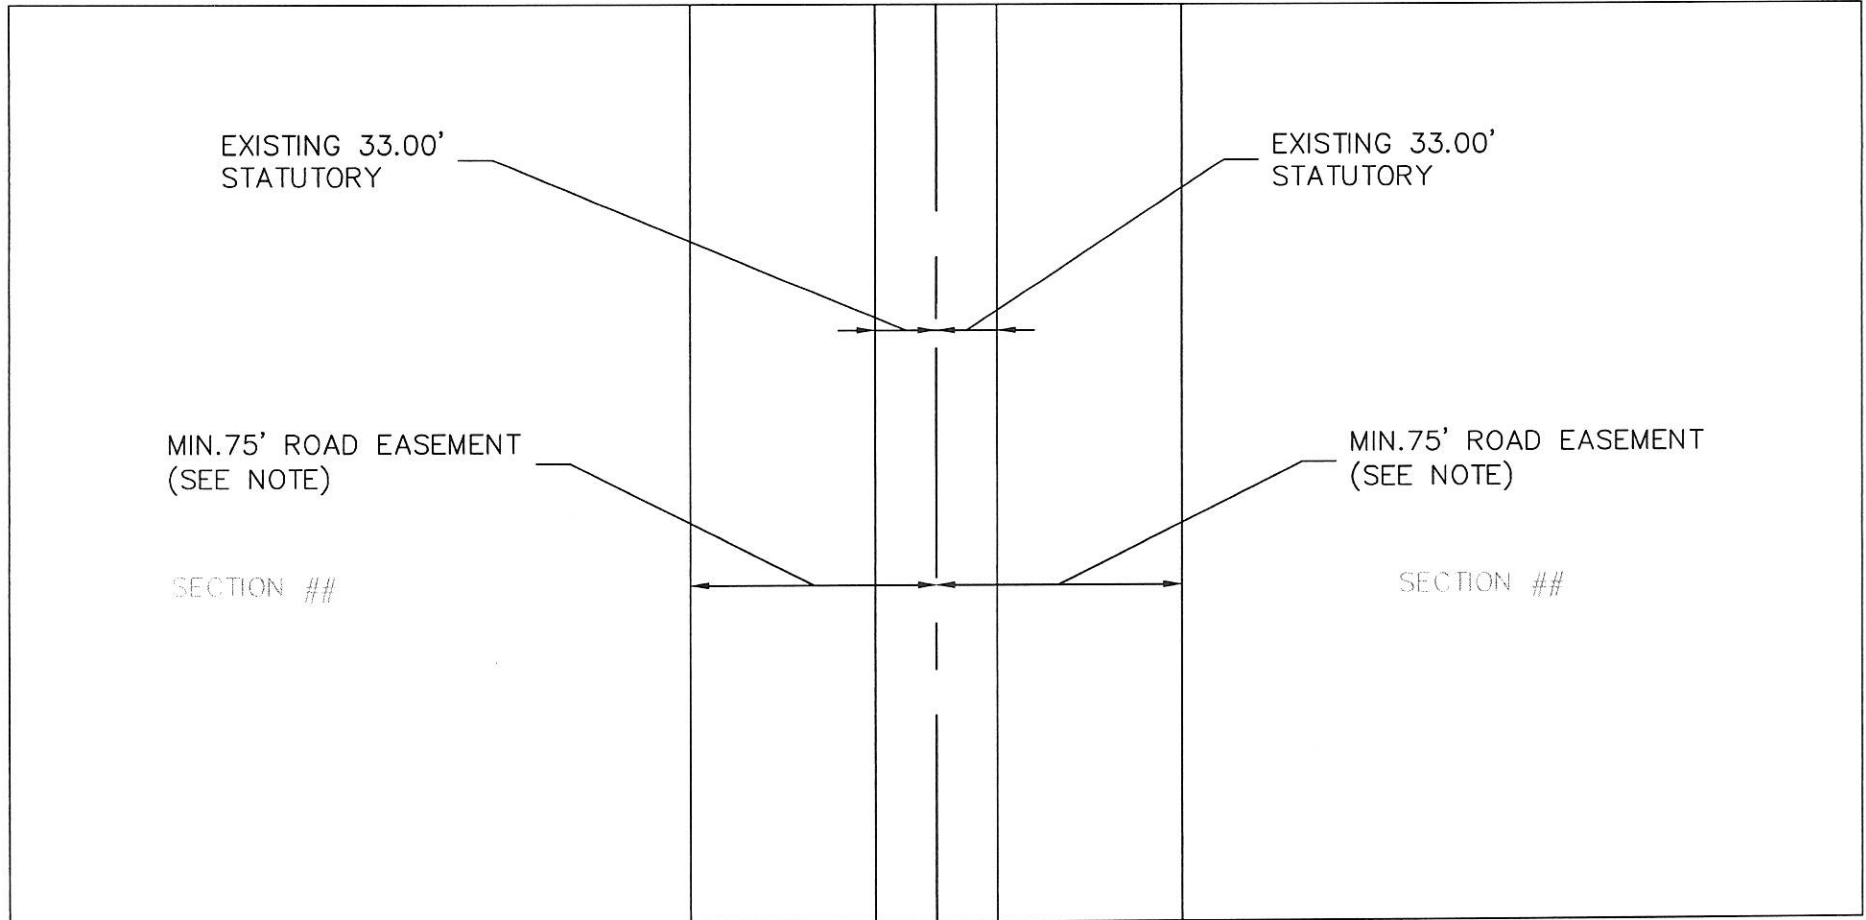 EXISTING 33.00'
STATUTORY
EXISTING 33.00'
STATUTORY
MIN.75' ROAD EASEMENT
(SEE NOTE)
MIN.75' ROAD EASEMENT
(SEE NOTE)
SECTION ##
SECTION ##